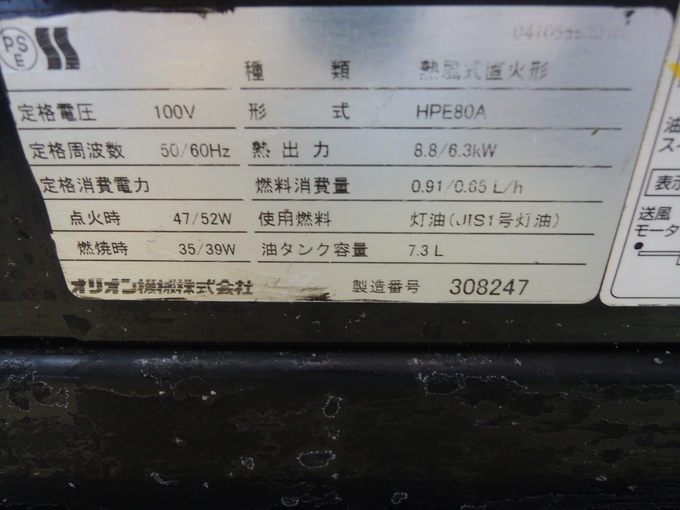 PS
E
種 類 熱風式直火形
定格電圧 100V 形 式 HPE80A
定格周波数 50/60Hz 熱出力 8.8/6.3kW
定格消費電力 燃料消費量 0.91/0.65 L/h
点火時 47/52W 使用燃料 灯油(JIS1号灯油)
燃焼時 35/39W 油タンク容量 7.3 L
オリオン機械株式会社 製造番号 308247
油
スイ
表示
送風
モータ